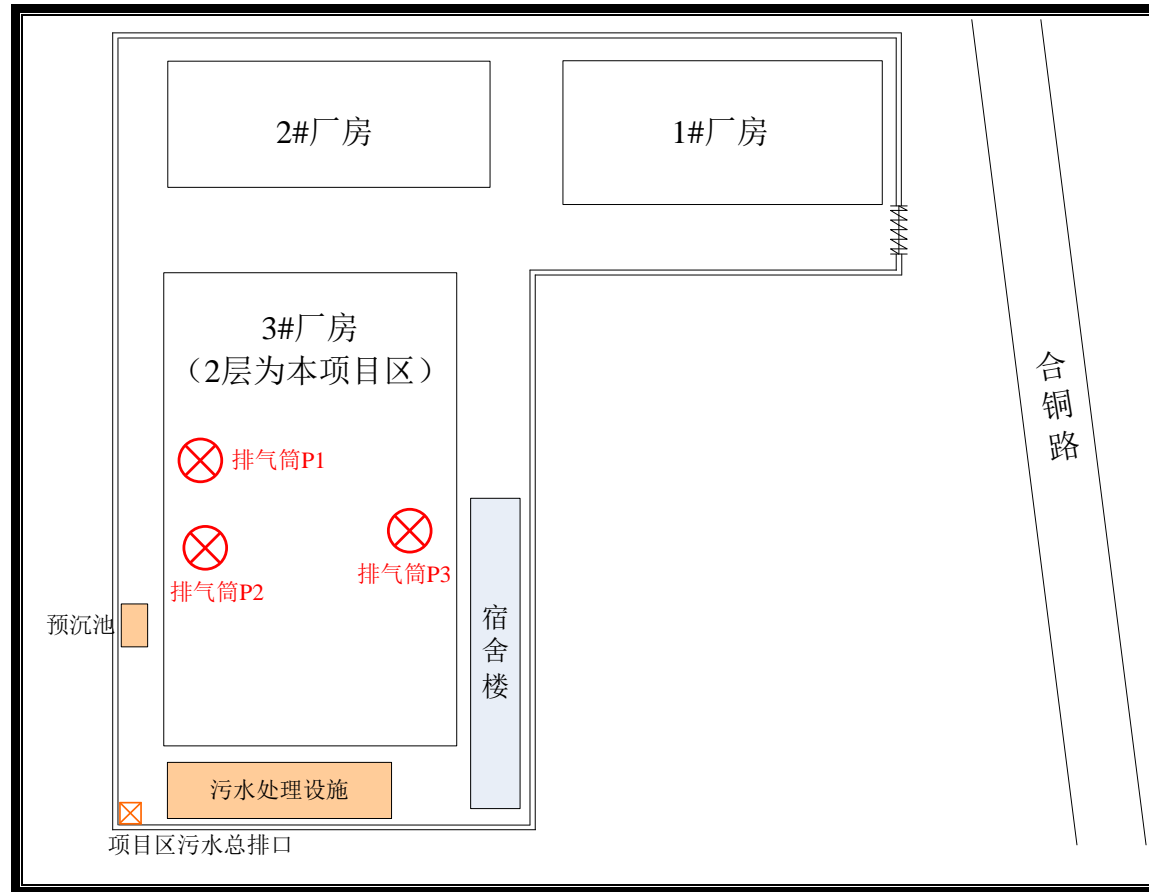 2#厂房
1#厂房
3#厂房
（2层为本项目区）
合铜路
排气筒P1
排气筒P2
排气筒P3
预沉池
宿舍楼
污水处理设施
项目区污水总排口